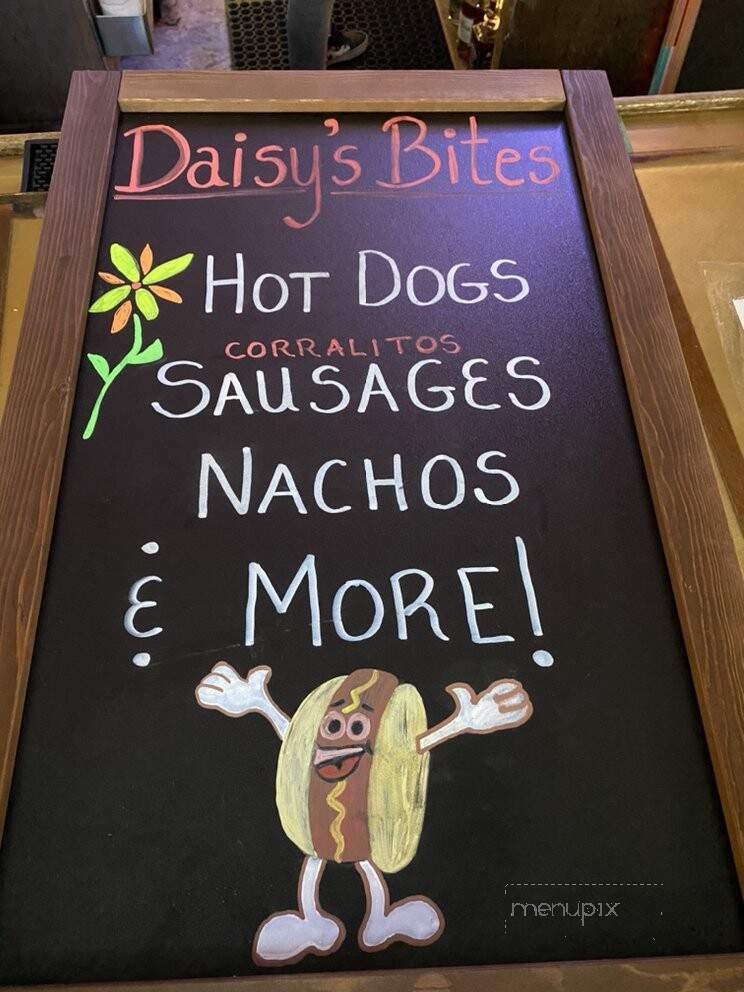 Daisy's Bites
HOT DOGS
CORRALITOS
SAUSAGES
NACHOS
& MORE!
menupix